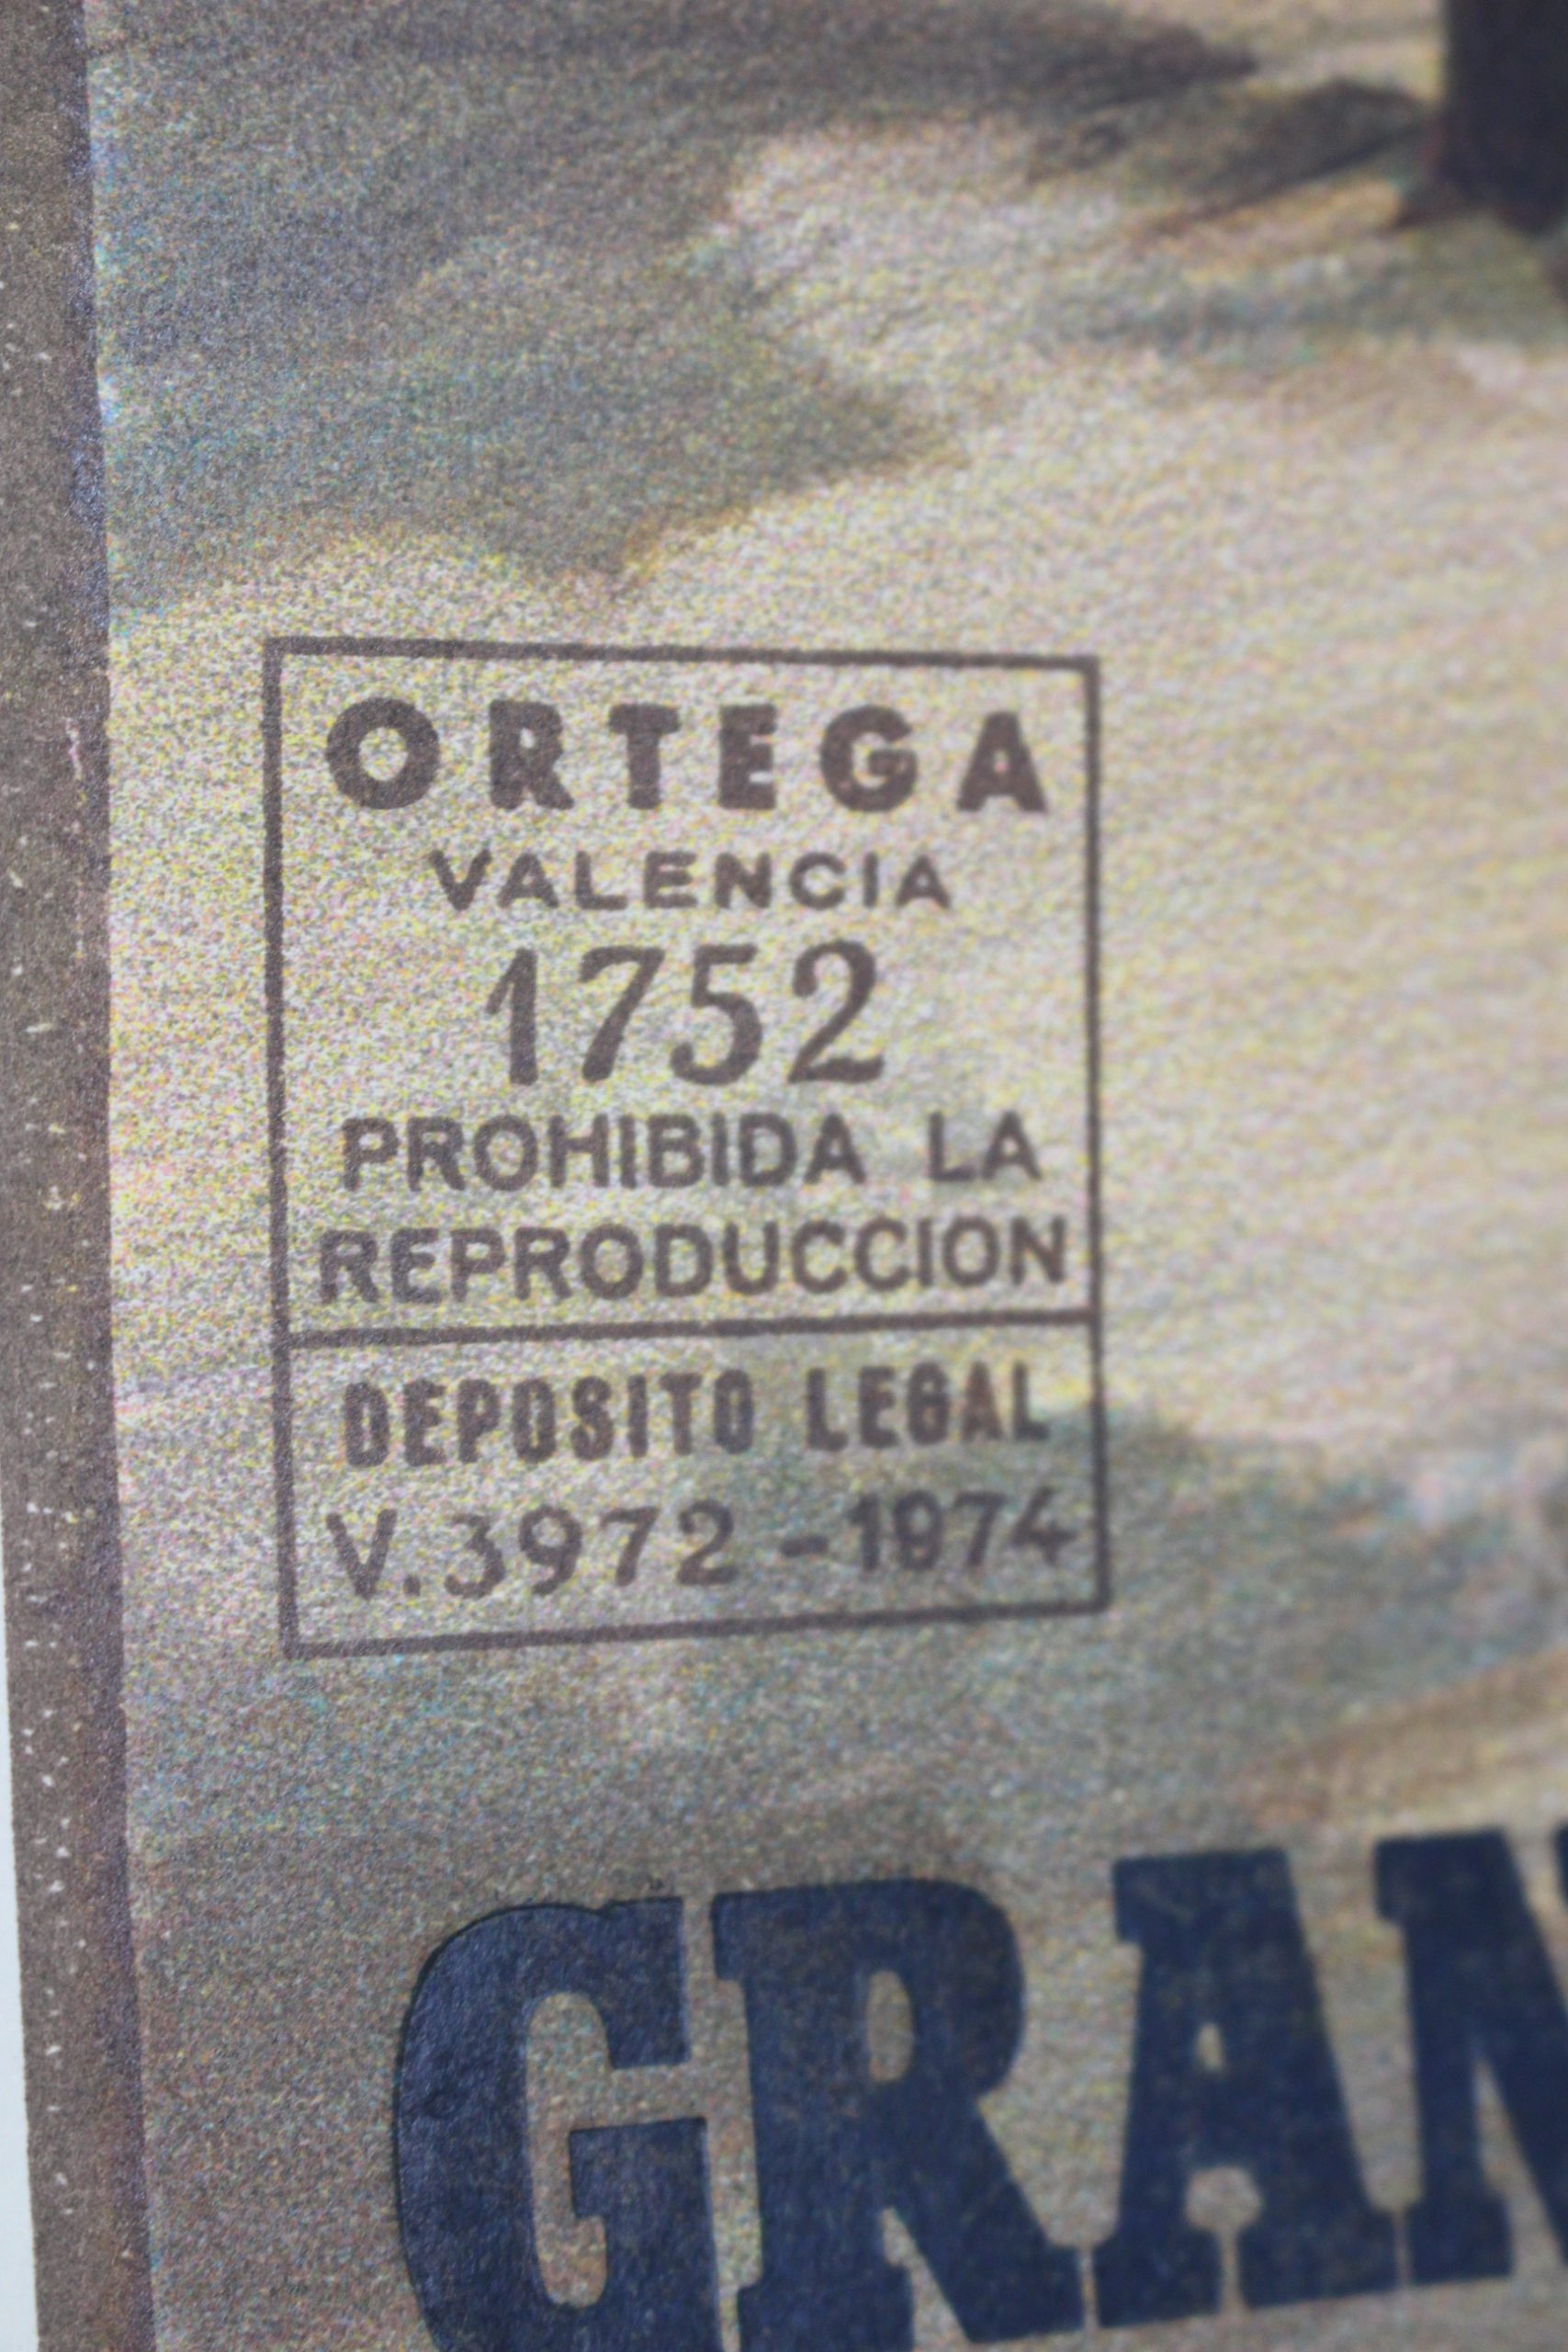 ORTEGA
VALENCIA
1752
PROHIBIDA LA
REPRODUCCION
DEPOSITO LEGAL
V.3972-1974
GRAN